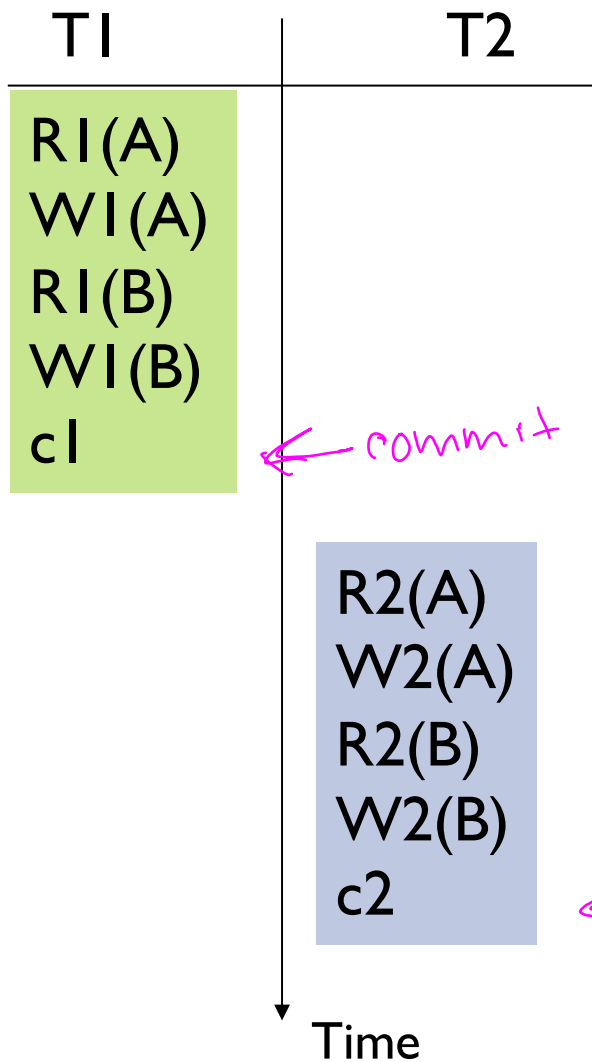 T1
T2
R1(A)
W1(A)
R1(B)
W1(B)
c1
commit
R2(A)
W2(A)
R2(B)
W2(B)
c2
Time